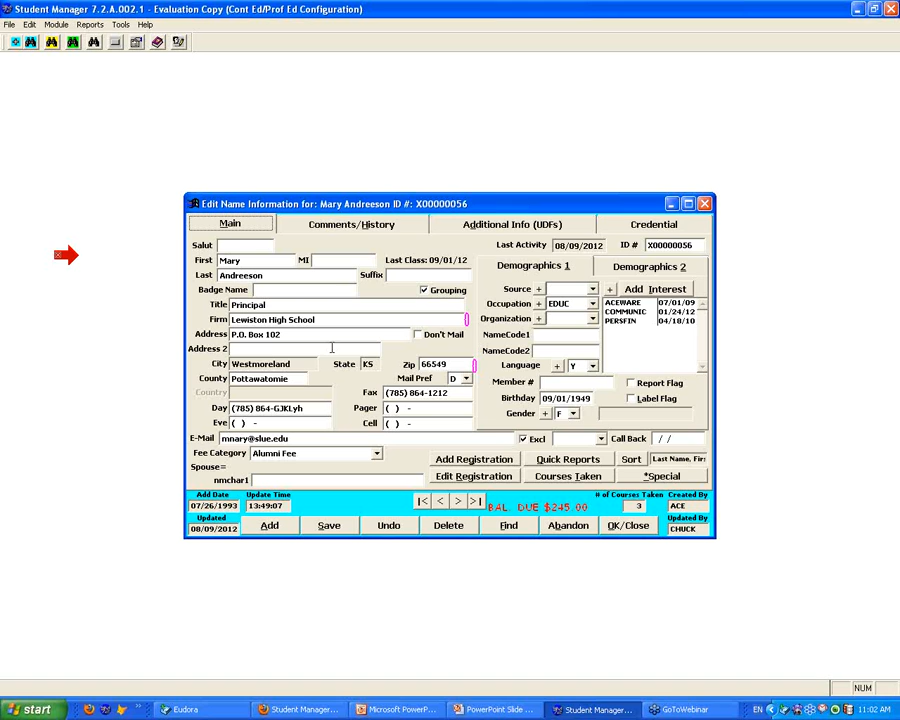 Student Manager 7.2.A.002.1 - Evaluation Copy (Cont Ed/Prof Ed Configuration)
File Edit Module Reports Tools Help
Edit Name Information for: Mary Andreeson ID #: X00000056
Main Comments/History Additional Info (UDFs) Credential
Salut Last Activity 08/09/2012 ID # X00000056
First Mary MI Last Class: 09/01/12 Demographics 1 Demographics 2
Last Andreeson Suffix
Badge Name Grouping Source + + Add Interest
Title Principal Occupation + EDUC ACEWARE 07/01/09
Firm Lewiston High School Organization + COMMUNIC 01/24/12
PERSFIN 04/18/10
Address P.O. Box 102 Don't Mail NameCode1
Address 2 NameCode2
City Westmoreland State KS Zip 66549 Language + Y
County Pottawatomie Mail Pref D Member # Report Flag
Country Fax (785) 864-1212 Birthday 09/01/1949 Label Flag
Day (785) 864-GJKLyh Pager ( ) - Gender + F
Eve ( ) - Cell ( ) -
E-Mail mnary@slue.edu Excl Call Back / /
Fee Category Alumni Fee Add Registration Quick Reports Sort Last Name, Firs
Spouse= Edit Registration Courses Taken *Special
nmchar1
Add Date Update Time # of Courses Taken Created By
07/26/1993 13:49:07 |< < > >| BAL. DUE $245.00 3 ACE
Updated Add Save Undo Delete Find Abandon OK/Close Updated By
08/09/2012 CHUCK
NUM
start Eudora Student Manager... Microsoft PowerP... PowerPoint Slide ... Student Manager... GoToWebinar EN 11:02 AM